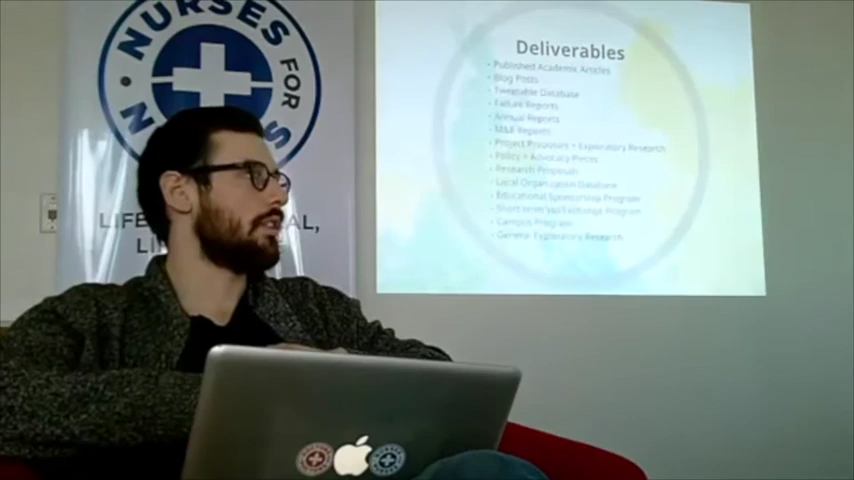 NURSES FOR
N
S
LIFE
AL,
LI
Deliverables
- Published Academic Articles
- Blog Posts
- Tweetable Database
- Failure Reports
- Annual Reports
- M&E Reports
- Project Proposals + Exploratory Research
- Policy + Advocacy Pieces
- Research Proposals
- Local Organization Database
- Educational Sponsorship Program
- Short-term Exchange Program
- Campus Program
- General Exploratory Research